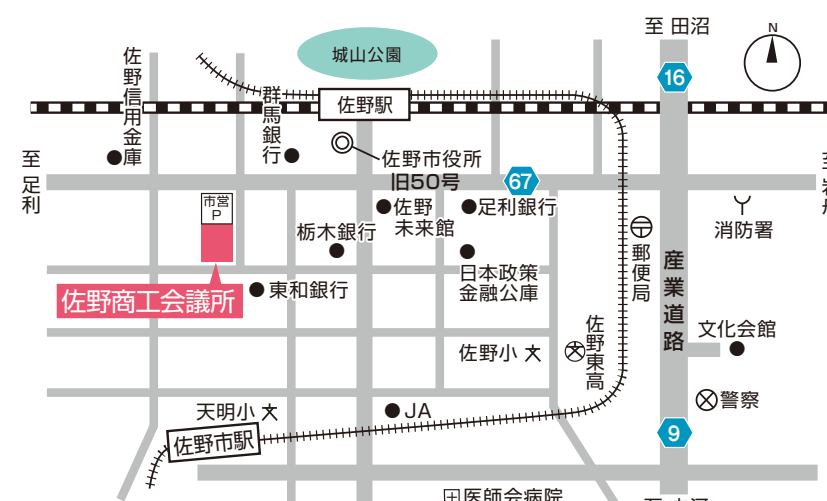 至 田沼
N
城山公園
16
佐野信用金庫
群馬銀行
佐野駅
佐野市役所
旧50号
67
至 足利
市営
P
佐野
未来館
足利銀行
消防署
栃木銀行
郵便局
産業道路
日本政策
金融公庫
佐野商工会議所
東和銀行
文化会館
佐野小
佐野東高
天明小
JA
警察
佐野市駅
9
医師会病院